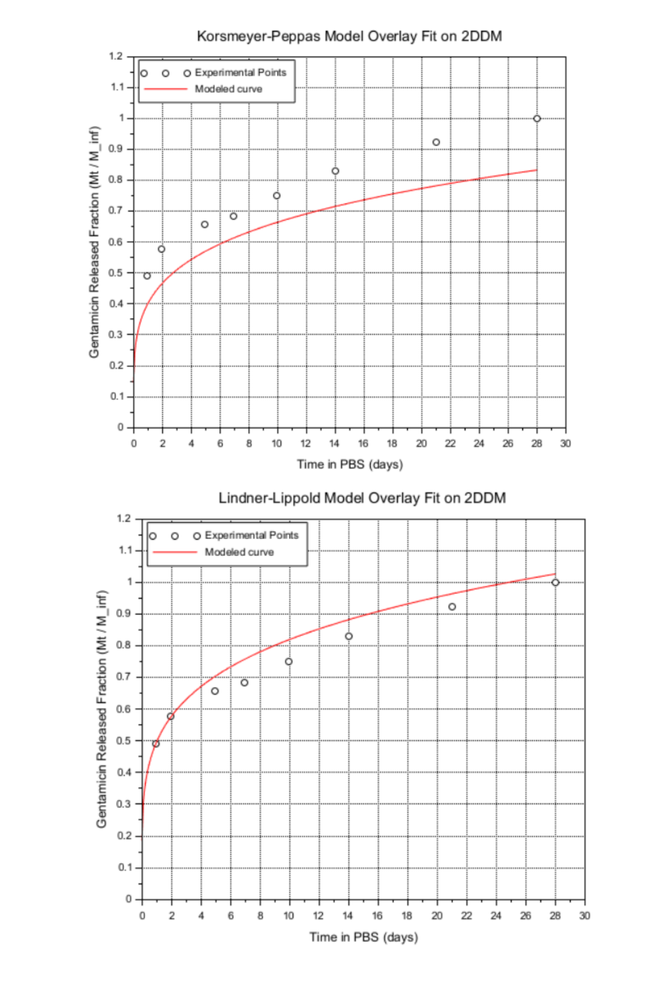 Korsmeyer-Peppas Model Overlay Fit on 2DDM
1.2
1.1
1
0.9
0.8
0.7
0.6
0.5
0.4
0.3
0.2
0.1
0
Gentamicin Released Fraction (Mt / M_inf)
Experimental Points
Modeled curve
0 2 4 6 8 10 12 14 16 18 20 22 24 26 28 30
Time in PBS (days)
Lindner-Lippold Model Overlay Fit on 2DDM
1.2
1.1
1
0.9
0.8
0.7
0.6
0.5
0.4
0.3
0.2
0.1
0
Gentamicin Released Fraction (Mt / M_inf)
Experimental Points
Modeled curve
0 2 4 6 8 10 12 14 16 18 20 22 24 26 28 30
Time in PBS (days)